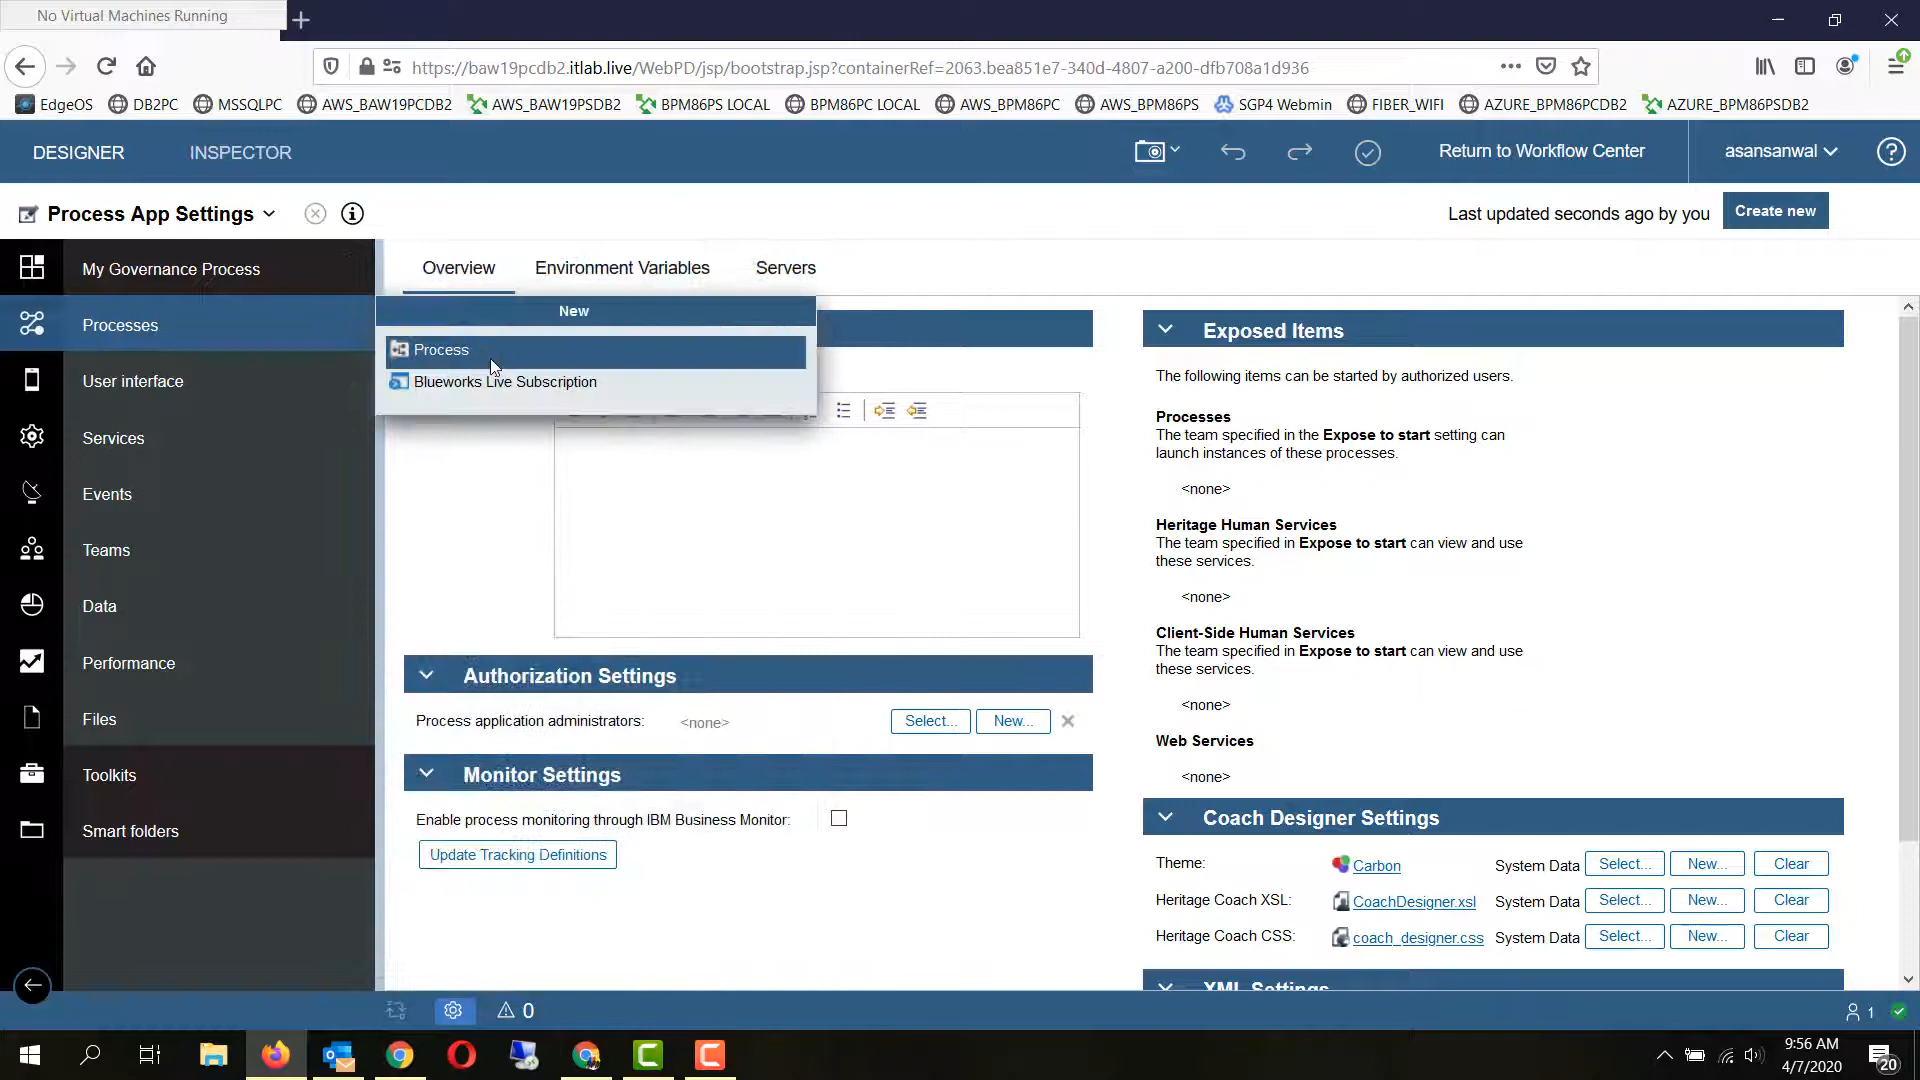 No Virtual Machines Running
https://baw19pcdb2.itlab.live/WebPD/jsp/bootstrap.jsp?containerRef=2063.bea851e7-340d-4807-a200-dfb708a1d936
EdgeOS DB2PC MSSQLPC AWS_BAW19PCDB2 AWS_BAW19PSDB2 BPM86PS LOCAL BPM86PC LOCAL AWS_BPM86PC AWS_BPM86PS SGP4 Webmin FIBER_WIFI AZURE_BPM86PCDB2 AZURE_BPM86PSDB2
DESIGNER INSPECTOR Return to Workflow Center asansanwal
Process App Settings Last updated seconds ago by you Create new
My Governance Process
Processes
User interface
Services
Events
Teams
Data
Performance
Files
Toolkits
Smart folders
Overview Environment Variables Servers
New
Process
Blueworks Live Subscription
Authorization Settings
Process application administrators: <none> Select... New...
Monitor Settings
Enable process monitoring through IBM Business Monitor:
Update Tracking Definitions
Exposed Items
The following items can be started by authorized users.
Processes
The team specified in the Expose to start setting can
launch instances of these processes.
<none>
Heritage Human Services
The team specified in Expose to start can view and use
these services.
<none>
Client-Side Human Services
The team specified in Expose to start can view and use
these services.
<none>
Web Services
<none>
Coach Designer Settings
Theme: Carbon System Data Select... New... Clear
Heritage Coach XSL: CoachDesigner.xsl System Data Select... New... Clear
Heritage Coach CSS: coach_designer.css System Data Select... New... Clear
XML Settings
0
1
9:56 AM
4/7/2020
20